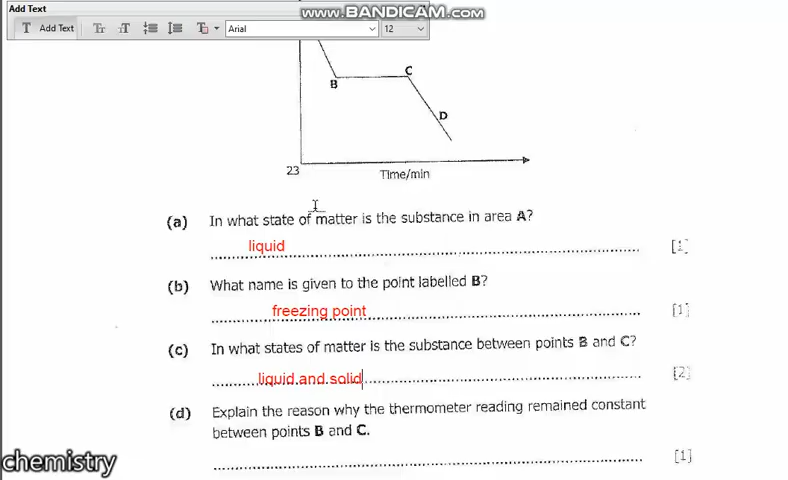 Add Text
www.BANDICAM.com
T Add Text
Arial
12
B
C
D
23
Time/min
(a) In what state of matter is the substance in area A?
liquid [1]
(b) What name is given to the point labelled B?
freezing point [1]
(c) In what states of matter is the substance between points B and C?
liquid and solid [2]
(d) Explain the reason why the thermometer reading remained constant
between points B and C.
[1]
chemistry